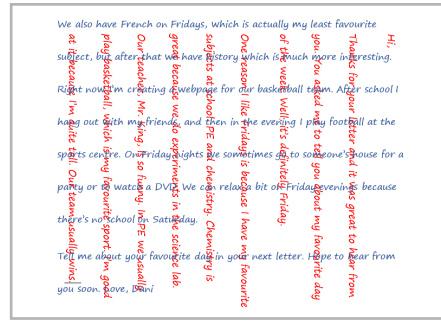 Hi,
Thanks for your letter and it was great to hear from
you. You asked me to tell you about my favourite day
of the week. Well it's definitely Friday.
One reason I like Fridays is because I have my favourite
subjects at school: PE and chemistry. Chemistry is
great because we do experiments in the science lab.
Our teacher, Mr King, is so funny. In PE we usually
play basketball, which is my favourite sport. I'm good
at it because I'm quite tall. Our team usually wins!
We also have French on Fridays, which is actually my least favourite
subject, but after that we have history which is much more interesting.
Right now I'm creating a webpage for our basketball team. After school I
hang out with my friends, and then in the evening I play football at the
sports centre. On Friday nights we sometimes go to someone's house for a
party or to watch a DVD. We can relax a bit on Friday evenings because
there's no school on Saturday.
Tell me about your favourite day in your next letter. Hope to hear from
you soon. Love, Dani